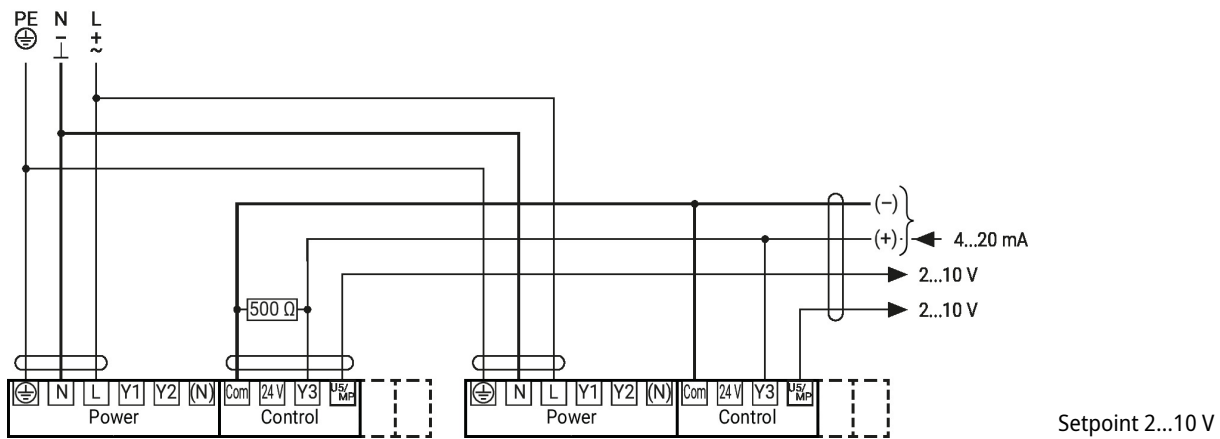 PE N L
– +
⊥ ~
(–)
(+) 4...20 mA
2...10 V
500 Ω 2...10 V
N L Y1 Y2 (N) Com 24 V Y3 U5/MP N L Y1 Y2 (N) Com 24 V Y3 U5/MP
Power Control Power Control
Setpoint 2...10 V